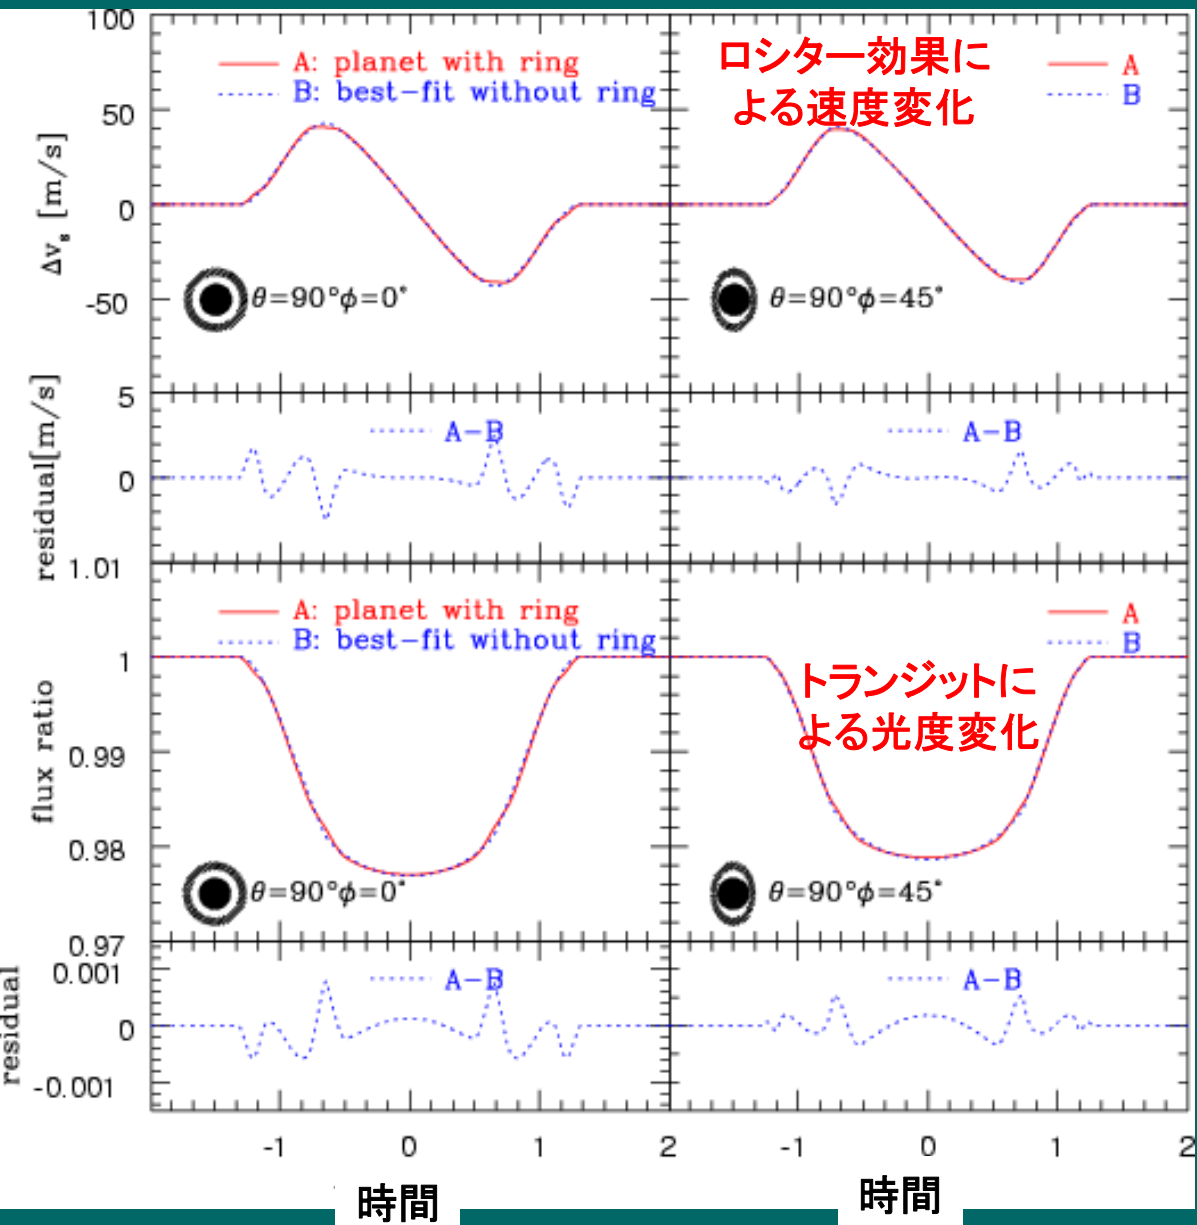 100
50
0
-50
Δvs [m/s]
A: planet with ring
B: best-fit without ring
θ=90°φ=0°
ロシター効果に
よる速度変化
A
B
θ=90°φ=45°
5
0
residual[m/s]
A-B
A-B
1.01
1
0.99
0.98
0.97
flux ratio
A: planet with ring
B: best-fit without ring
θ=90°φ=0°
A
B
トランジットに
よる光度変化
θ=90°φ=45°
0.001
0
-0.001
residual
A-B
A-B
-1 0 1 2
-1 0 1 2
時間
時間